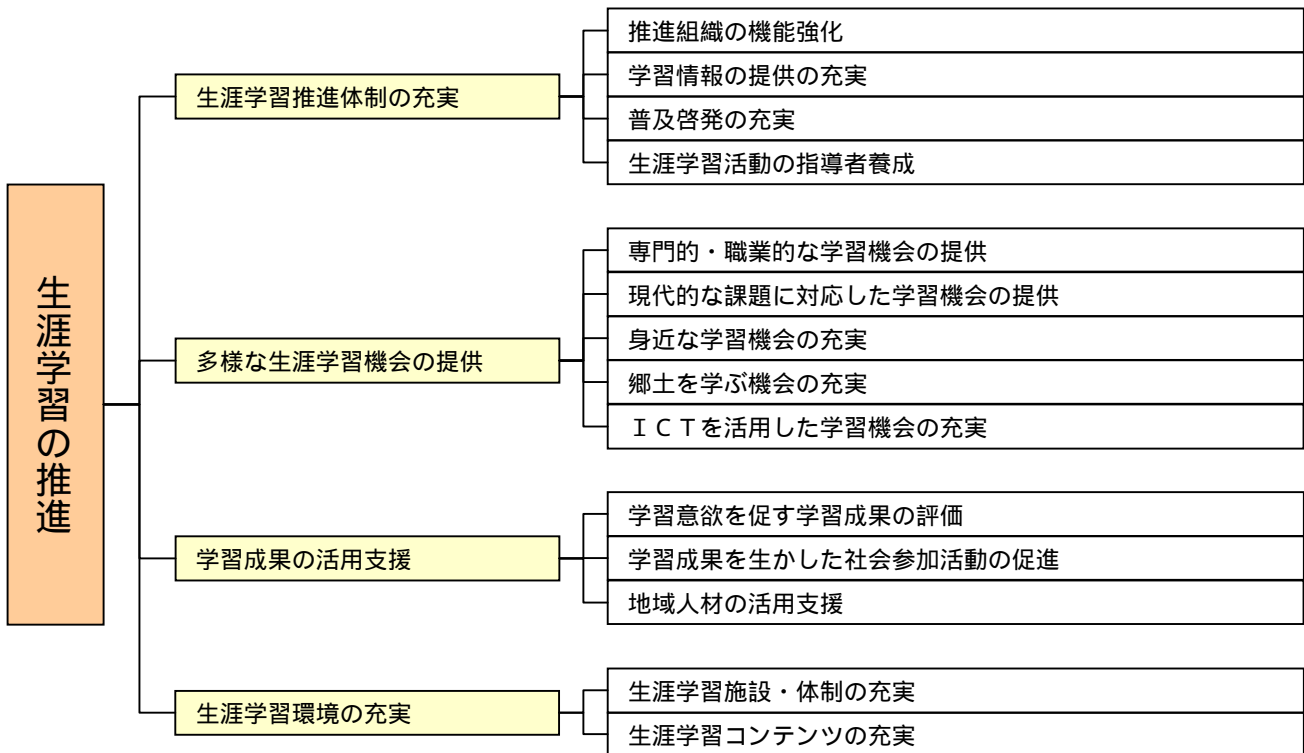 生涯学習の推進
生涯学習推進体制の充実
推進組織の機能強化
学習情報の提供の充実
普及啓発の充実
生涯学習活動の指導者養成
多様な生涯学習機会の提供
専門的・職業的な学習機会の提供
現代的な課題に対応した学習機会の提供
身近な学習機会の充実
郷土を学ぶ機会の充実
ＩＣＴを活用した学習機会の充実
学習成果の活用支援
学習意欲を促す学習成果の評価
学習成果を生かした社会参加活動の促進
地域人材の活用支援
生涯学習環境の充実
生涯学習施設・体制の充実
生涯学習コンテンツの充実